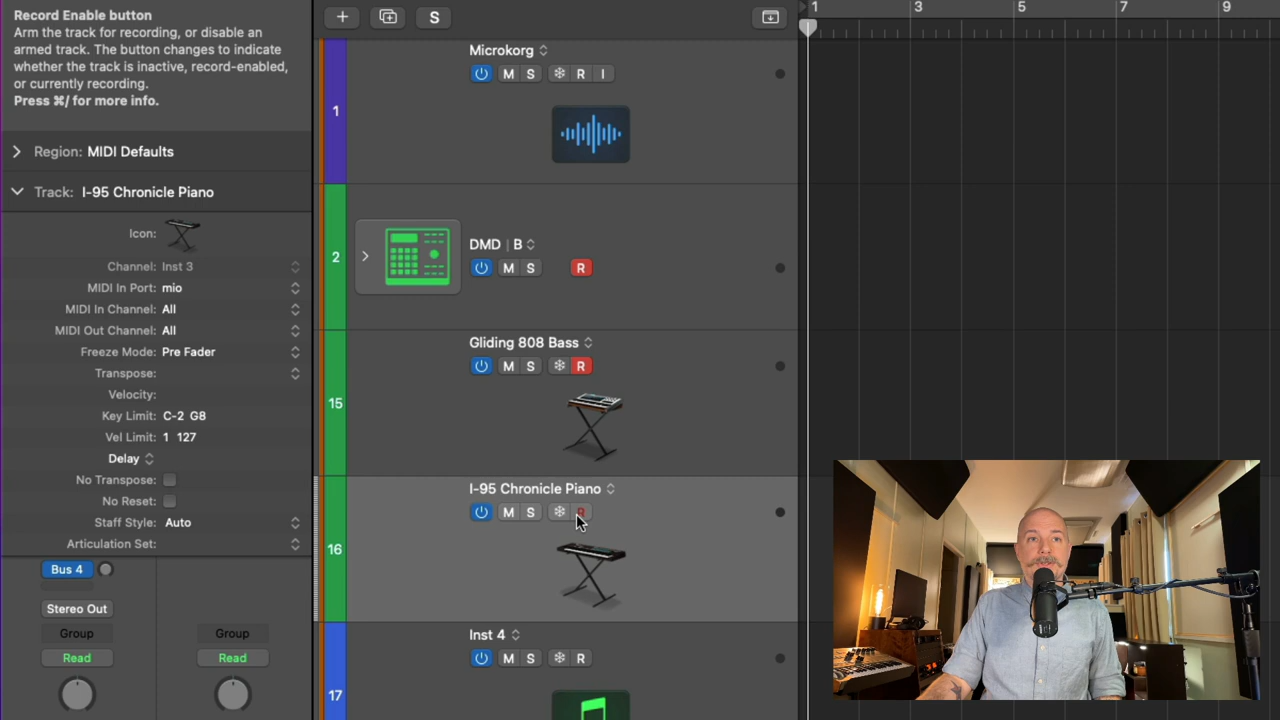 Record Enable button
Arm the track for recording, or disable an
armed track. The button changes to indicate
whether the track is inactive, record-enabled,
or currently recording.
Press ⌘/ for more info.
Region: MIDI Defaults
Track: I-95 Chronicle Piano
Icon:
Channel: Inst 3
MIDI In Port: mio
MIDI In Channel: All
MIDI Out Channel: All
Freeze Mode: Pre Fader
Transpose:
Velocity:
Key Limit: C-2 G8
Vel Limit: 1 127
Delay
No Transpose:
No Reset:
Staff Style: Auto
Articulation Set:
Bus 4
Stereo Out
Group Group
Read Read
S
1 3 5 7 9
1
Microkorg
M S R I
2
DMD | B
M S R
15
Gliding 808 Bass
M S R
16
I-95 Chronicle Piano
M S R
17
Inst 4
M S R